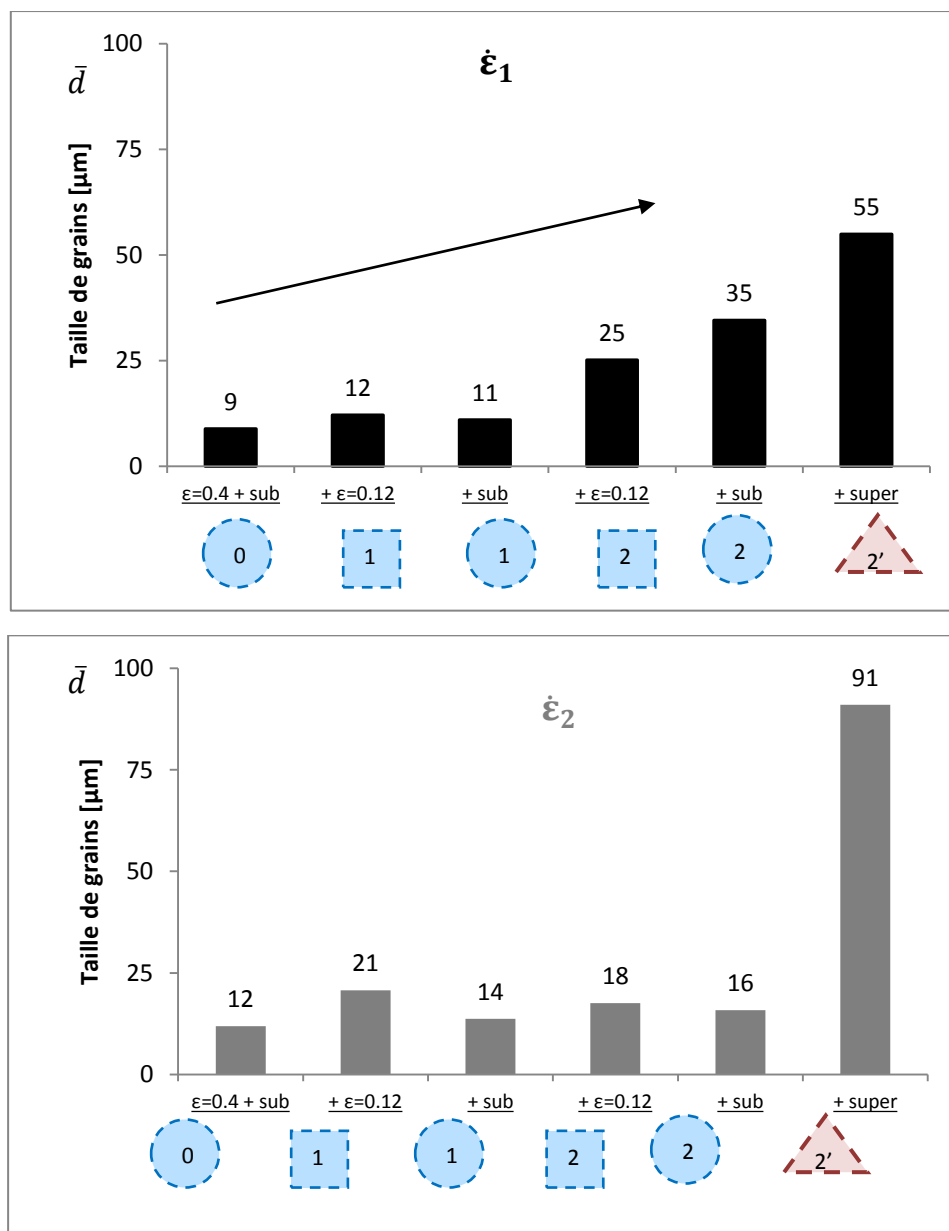 100
d̄
ε̇₁
75
Taille de grains [µm]
55
50
35
25
25
9
12
11
0
ε=0.4 + sub
+ ε=0.12
+ sub
+ ε=0.12
+ sub
+ super
0
1
1
2
2
2’
100
d̄
91
ε̇₂
75
Taille de grains [µm]
50
25
12
21
14
18
16
0
ε=0.4 + sub
+ ε=0.12
+ sub
+ ε=0.12
+ sub
+ super
0
1
1
2
2
2’